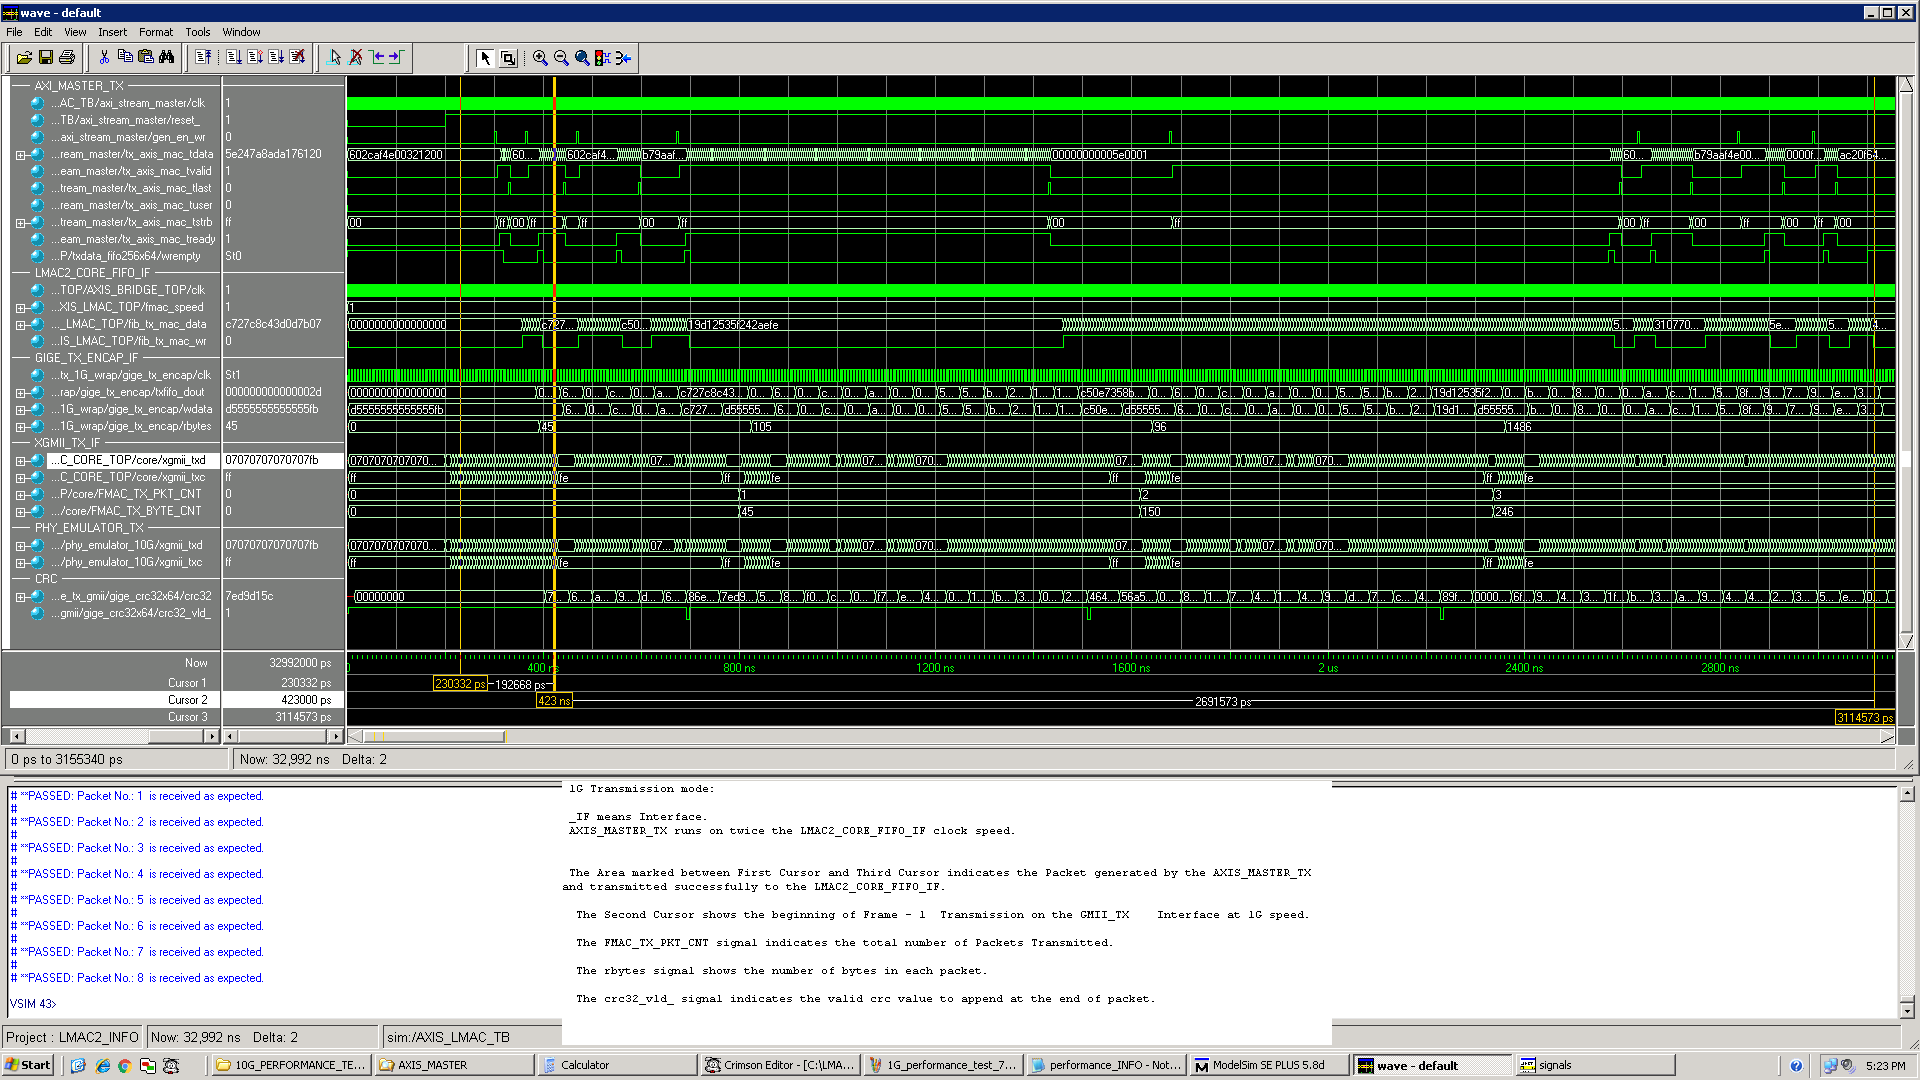 wave - default
File Edit View Insert Format Tools Window
AXI_MASTER_TX
...AC_TB/axi_stream_master/clk 1
...TB/axi_stream_master/reset_ 1
...axi_stream_master/gen_en_wr 0
...ream_master/tx_axis_mac_tdata 5e247a8ada176120 602caf4e00321200 60... 602caf4... b79aaf... 00000000005e0001 60... b79aaf4e00... 0000f... ac20f64...
...eam_master/tx_axis_mac_tvalid 1
...tream_master/tx_axis_mac_tlast 0
...ream_master/tx_axis_mac_tuser 0
...tream_master/tx_axis_mac_tstrb ff 00 ff 00 ff 00 ff 00 ff 00 ff 00 ff 00 ff 00
...eam_master/tx_axis_mac_tready 1
...P/txdata_fifo256x64/wrempty St0
LMAC2_CORE_FIFO_IF
...TOP/AXIS_BRIDGE_TOP/clk 1
...XIS_LMAC_TOP/fmac_speed 1 1
..._LMAC_TOP/fib_tx_mac_data c727c8c43d0d7b07 0000000000000000 c727... c50... 19d12535f242aefe 5... 310770... 5e... 5... 4...
...IS_LMAC_TOP/fib_tx_mac_wr 0
GIGE_TX_ENCAP_IF
...tx_1G_wrap/gige_tx_encap/clk St1
...rap/gige_tx_encap/txfifo_dout 000000000000002d 0000000000000000 0... 6... 0... c... 0... a... c727c8c43... 0... 6... 0... c... 0... a... 0... 5... 5... b... 2... 1... 1... c50e7358b... 0... 6... 0... c... 0... a... 0... 5... 5... b... 2... 19d12535f2... 0... 8... 0... 0... 1... 5... 8f... 9... 7... 9... e... 3...
...1G_wrap/gige_tx_encap/wdata d5555555555555fb d5555555555555fb 6... 0... c... 0... a... c727... d55555... 6... 0... c... 0... a... 0... 5... 5... b... 2... 1... 1... c50e... d55555... 6... 0... c... 0... a... 0... 5... 5... b... 2... 19d1... d55555... 0... 8... 0... 0... 1... 5... 8f... 9... 7... 9... e... 3...
...1G_wrap/gige_tx_encap/rbytes 45 0 45 105 96 1486
XGMII_TX_IF
...C_CORE_TOP/core/xgmii_txd 07070707070707fb 0707070707070... 07... 07... 070... 07... 07... 070...
...C_CORE_TOP/core/xgmii_txc ff ff fe ff fe ff fe ff fe
...P/core/FMAC_TX_PKT_CNT 0 0 1 2 3
.../core/FMAC_TX_BYTE_CNT 0 0 45 150 246
PHY_EMULATOR_TX
.../phy_emulator_10G/xgmii_txd 07070707070707fb 0707070707070... 07... 07... 070... 07... 07... 070...
.../phy_emulator_10G/xgmii_txc ff ff fe ff fe ff fe ff fe
CRC
...e_tx_gmii/gige_crc32x64/crc32 7ed9d15c 00000000 7... 6... a... 9... d... 6... 86e... 7ed9... 5... 8... f0... c... 0... f7... e... 4... 0... 1... b... 3... 0... 2... 464... 56a5... 0... 8... 1... 7... 4... 1... 4... 9... d... 7... c... 4... 89f... 0000... 6f... 9... 4... 3... 1f... b... 3... a... 9... 4... 4... 2... 3... 5... e... 0...
...gmii/gige_crc32x64/crc32_vld_ 1
Now 32992000 ps 400 ns 800 ns 1200 ns 1600 ns 2 us 2400 ns 2800 ns
Cursor 1 230332 ps 230332 ps 192668 ps
Cursor 2 423000 ps 423 ns 2691573 ps
Cursor 3 3114573 ps 3114573 ps
0 ps to 3155340 ps Now: 32,992 ns Delta: 2
# **PASSED: Packet No.: 1 is received as expected.
#
# **PASSED: Packet No.: 2 is received as expected.
#
# **PASSED: Packet No.: 3 is received as expected.
#
# **PASSED: Packet No.: 4 is received as expected.
#
# **PASSED: Packet No.: 5 is received as expected.
#
# **PASSED: Packet No.: 6 is received as expected.
#
# **PASSED: Packet No.: 7 is received as expected.
#
# **PASSED: Packet No.: 8 is received as expected.
VSIM 43>
1G Transmission mode:
_IF means Interface.
AXIS_MASTER_TX runs on twice the LMAC2_CORE_FIFO_IF clock speed.
The Area marked between First Cursor and Third Cursor indicates the Packet generated by the AXIS_MASTER_TX
and transmitted successfully to the LMAC2_CORE_FIFO_IF.
The Second Cursor shows the beginning of Frame - 1 Transmission on the GMII_TX Interface at 1G speed.
The FMAC_TX_PKT_CNT signal indicates the total number of Packets Transmitted.
The rbytes signal shows the number of bytes in each packet.
The crc32_vld_ signal indicates the valid crc value to append at the end of packet.
Project : LMAC2_INFO Now: 32,992 ns Delta: 2 sim:/AXIS_LMAC_TB
Start 10G_PERFORMANCE_TE... AXIS_MASTER Calculator Crimson Editor - [C:\LMA... 1G_performance_test_7... performance_INFO - Not... ModelSim SE PLUS 5.8d wave - default signals 5:23 PM